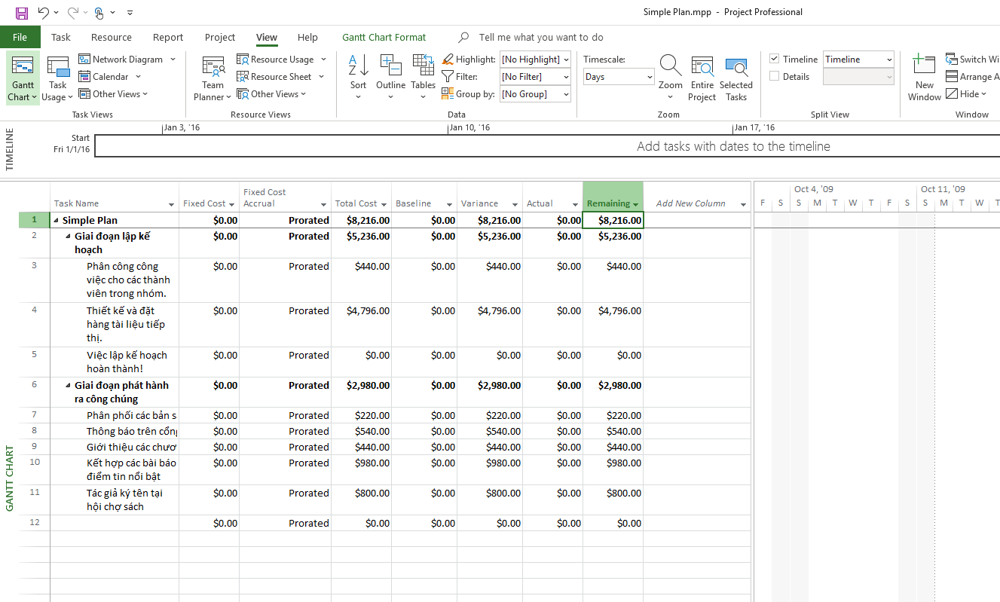 Simple Plan.mpp - Project Professional
File Task Resource Report Project View Help Gantt Chart Format Tell me what you want to do
Gantt Chart
Task Usage
Network Diagram
Calendar
Other Views
Task Views
Team Planner
Resource Usage
Resource Sheet
Other Views
Resource Views
Sort
Outline
Tables
Highlight: [No Highlight]
Filter: [No Filter]
Group by: [No Group]
Data
Timescale:
Days
Zoom
Entire Project
Selected Tasks
Zoom
Timeline Timeline
Details
Split View
New Window
Switch Wi
Arrange A
Hide
Window
TIMELINE
Jan 3, '16 Jan 10, '16 Jan 17, '16
Start
Fri 1/1/16
Add tasks with dates to the timeline
GANTT CHART
Task Name Fixed Cost Fixed Cost Accrual Total Cost Baseline Variance Actual Remaining Add New Column
Oct 4, '09 Oct 11, '09
F S S M T W T F S S M T W T
1 Simple Plan $0.00 Prorated $8,216.00 $0.00 $8,216.00 $0.00 $8,216.00
2 Giai đoạn lập kế $0.00 Prorated $5,236.00 $0.00 $5,236.00 $0.00 $5,236.00
hoạch
3 Phân công công $0.00 Prorated $440.00 $0.00 $440.00 $0.00 $440.00
việc cho các thành
viên trong nhóm.
4 Thiết kế và đặt $0.00 Prorated $4,796.00 $0.00 $4,796.00 $0.00 $4,796.00
hàng tài liệu tiếp
thị.
5 Việc lập kế hoạch $0.00 Prorated $0.00 $0.00 $0.00 $0.00 $0.00
hoàn thành!
6 Giai đoạn phát hành $0.00 Prorated $2,980.00 $0.00 $2,980.00 $0.00 $2,980.00
ra công chúng
7 Phân phối các bản s $0.00 Prorated $220.00 $0.00 $220.00 $0.00 $220.00
8 Thông báo trên cổng $0.00 Prorated $540.00 $0.00 $540.00 $0.00 $540.00
9 Giới thiệu các chươ $0.00 Prorated $440.00 $0.00 $440.00 $0.00 $440.00
10 Kết hợp các bài báo $0.00 Prorated $980.00 $0.00 $980.00 $0.00 $980.00
điểm tin nổi bật
11 Tác giả ký tên tại $0.00 Prorated $800.00 $0.00 $800.00 $0.00 $800.00
hội chợ sách
12 $0.00 Prorated $0.00 $0.00 $0.00 $0.00 $0.00